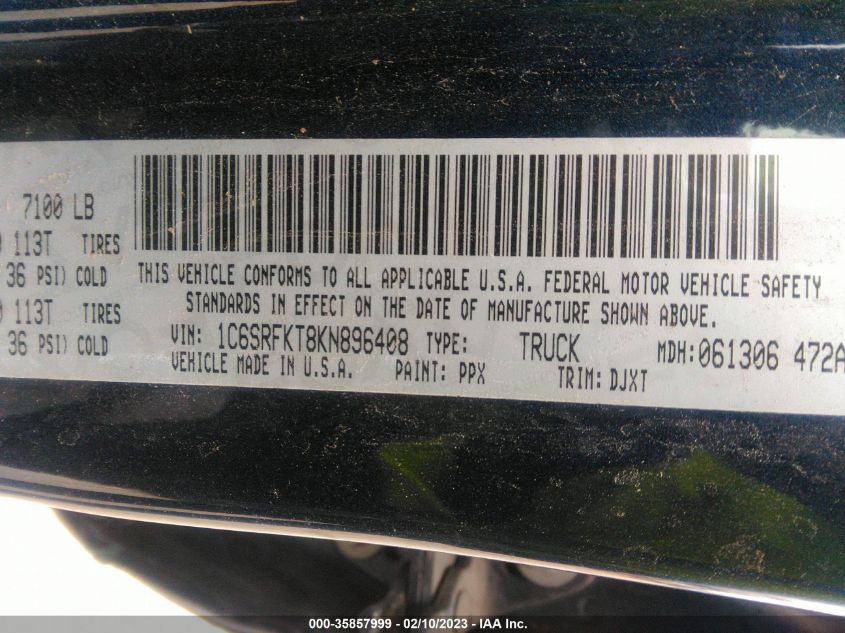 7100 LB
113T TIRES
36 PSI) COLD
113T TIRES
36 PSI) COLD
THIS VEHICLE CONFORMS TO ALL APPLICABLE U.S.A. FEDERAL MOTOR VEHICLE SAFETY
STANDARDS IN EFFECT ON THE DATE OF MANUFACTURE SHOWN ABOVE.
VIN: 1C6SRFKT8KN896408 TYPE: TRUCK MDH:061306 472A
VEHICLE MADE IN U.S.A. PAINT: PPX TRIM: DJXT
000-35857999 — 02/10/2023 — © IAA Inc.